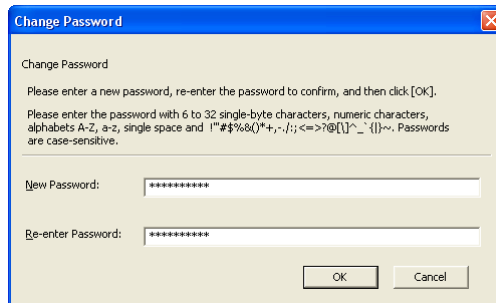 Change Password
Change Password
Please enter a new password, re-enter the password to confirm, and then click [OK].
Please enter the password with 6 to 32 single-byte characters, numeric characters,
alphabets A-Z, a-z, single space and !"'#$%&()*+,-./:;<=>?@[\]^_`{|}~. Passwords
are case-sensitive.
New Password: **********
Re-enter Password: **********
OK Cancel